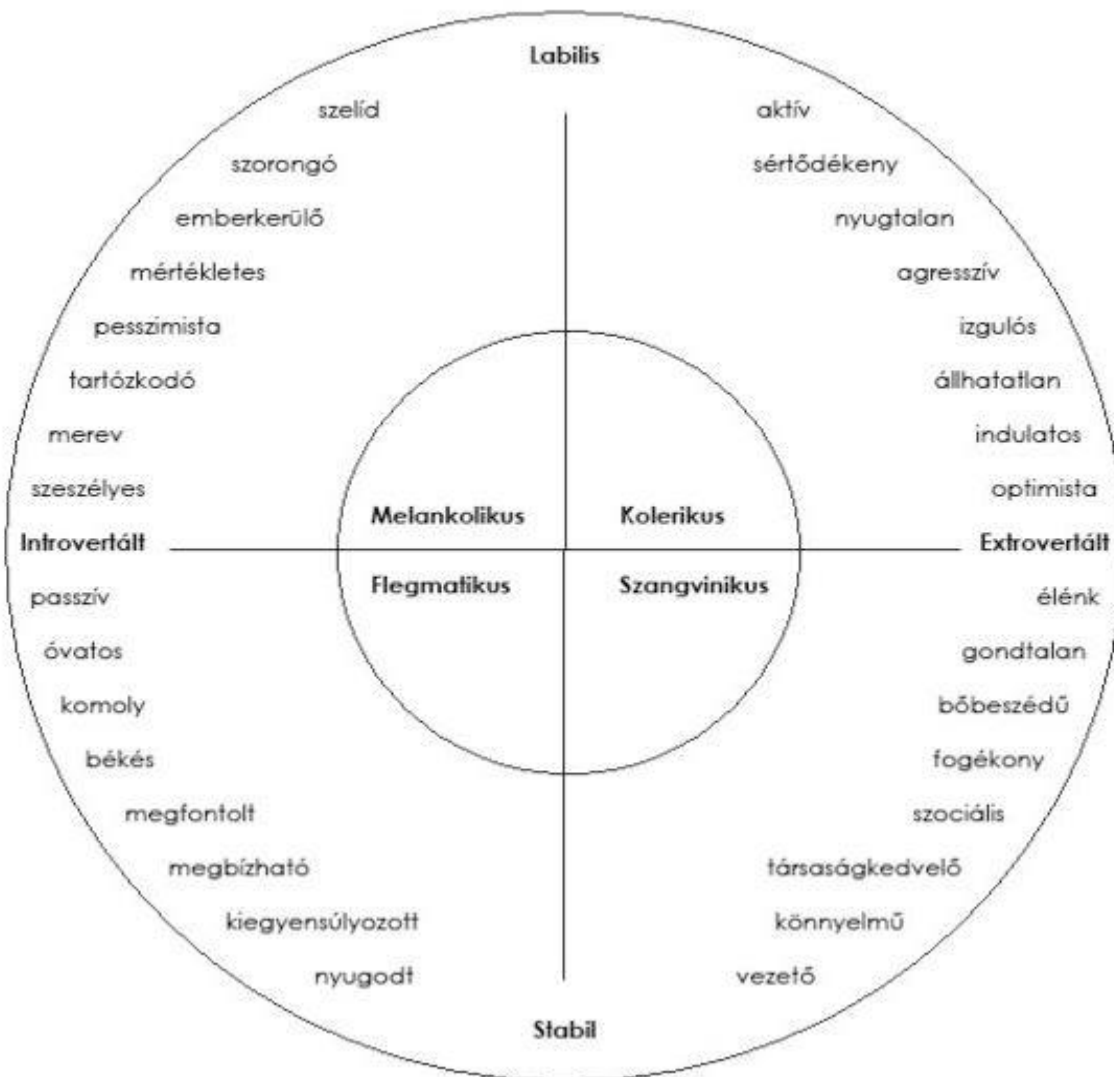 Labilis
szelíd aktív
szorongó sértődékeny
emberkerülő nyugtalan
mértékletes agresszív
pesszimista izgulós
tartózkodó állhatatlan
merev indulatos
szeszélyes optimista
Melankolikus Kolerikus
Introvertált Extrovertált
Flegmatikus Szangvinikus
passzív élénk
óvatos gondtalan
komoly bőbeszédű
békés fogékony
megfontolt szociális
megbízható társaságkedvelő
kiegyensúlyozott könnyelmű
nyugodt vezető
Stabil